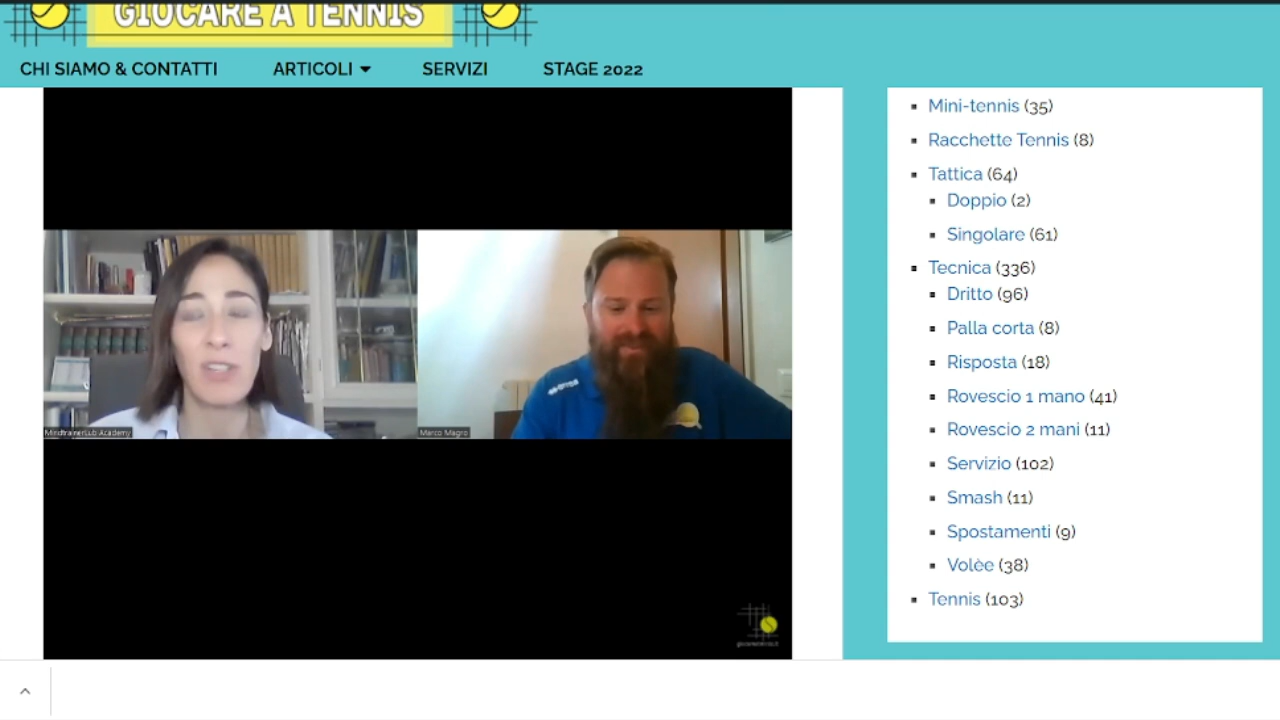 GIOCARE A TENNIS
CHI SIAMO & CONTATTI
ARTICOLI
SERVIZI
STAGE 2022
Mindtrainerlub Academy
Marco Magro
Mini-tennis (35)
Racchette Tennis (8)
Tattica (64)
Doppio (2)
Singolare (61)
Tecnica (336)
Dritto (96)
Palla corta (8)
Risposta (18)
Rovescio 1 mano (41)
Rovescio 2 mani (11)
Servizio (102)
Smash (11)
Spostamenti (9)
Volèe (38)
Tennis (103)